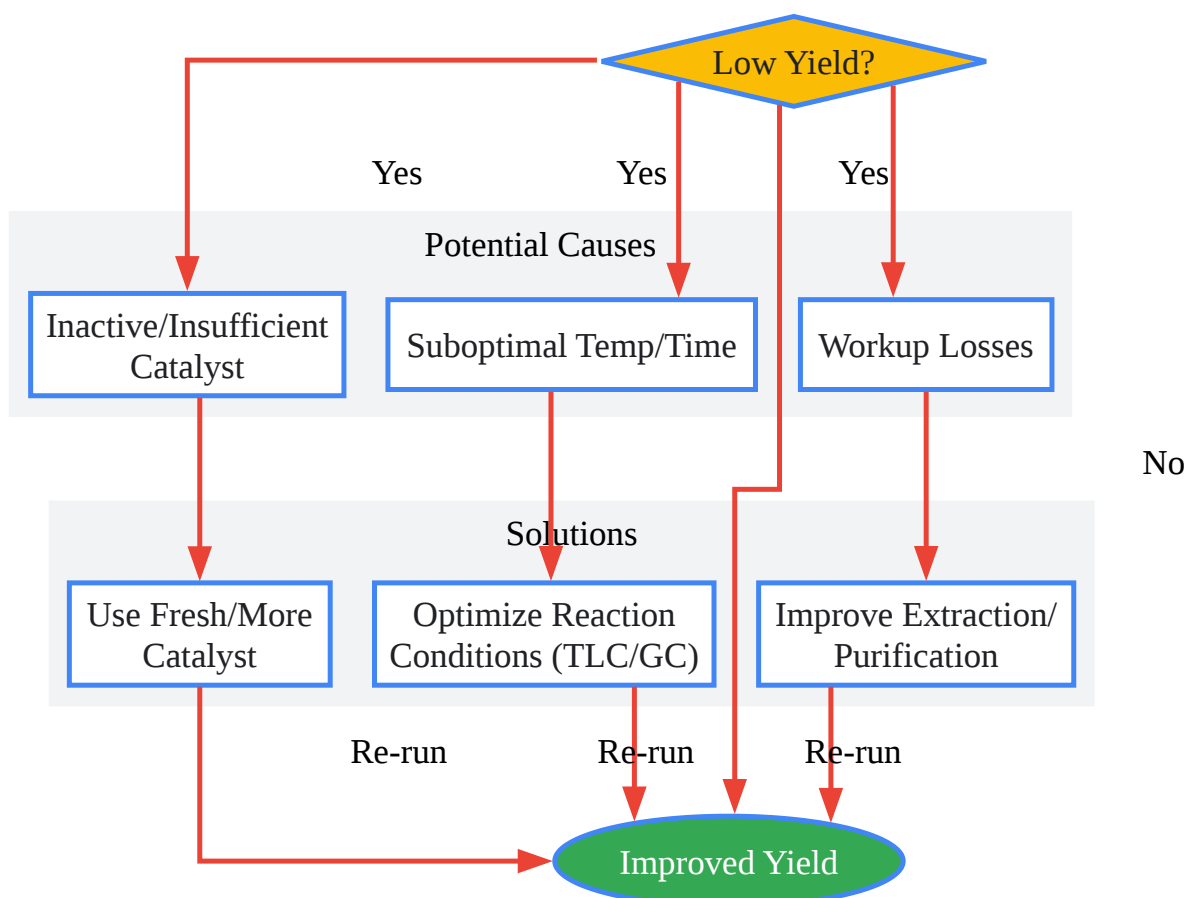 Low Yield?
Yes
Yes
Yes
Potential Causes
Inactive/Insufficient
Catalyst
Suboptimal Temp/Time
Workup Losses
No
Solutions
Use Fresh/More
Catalyst
Optimize Reaction
Conditions (TLC/GC)
Improve Extraction/
Purification
Re-run
Re-run
Re-run
Improved Yield